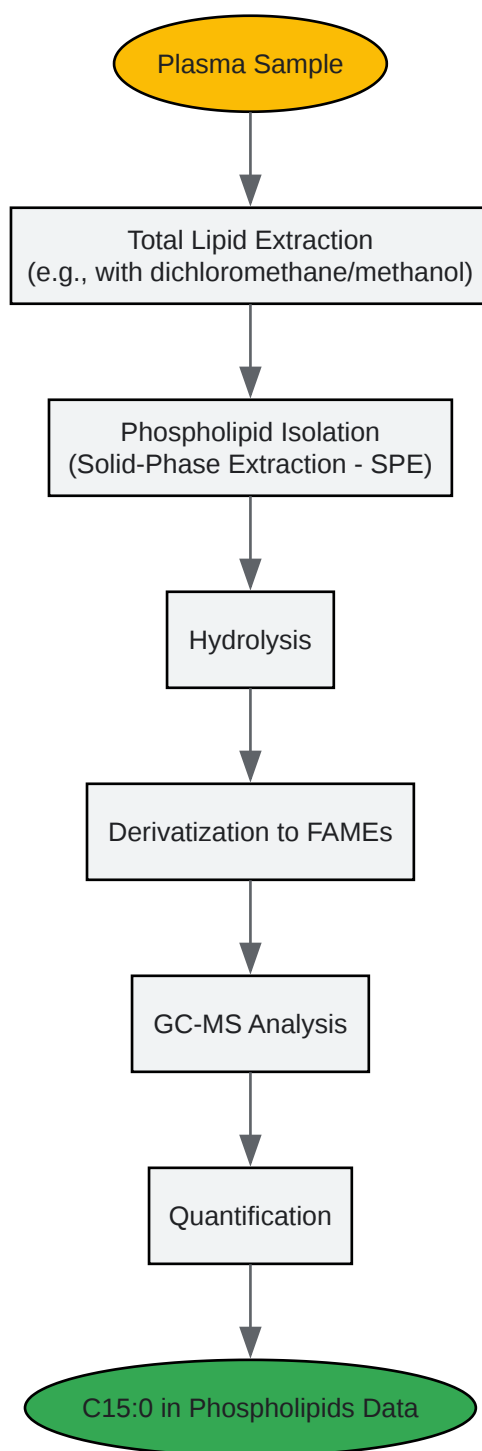 Plasma Sample
Total Lipid Extraction
(e.g., with dichloromethane/methanol)
Phospholipid Isolation
(Solid-Phase Extraction - SPE)
Hydrolysis
Derivatization to FAMEs
GC-MS Analysis
Quantification
C15:0 in Phospholipids Data